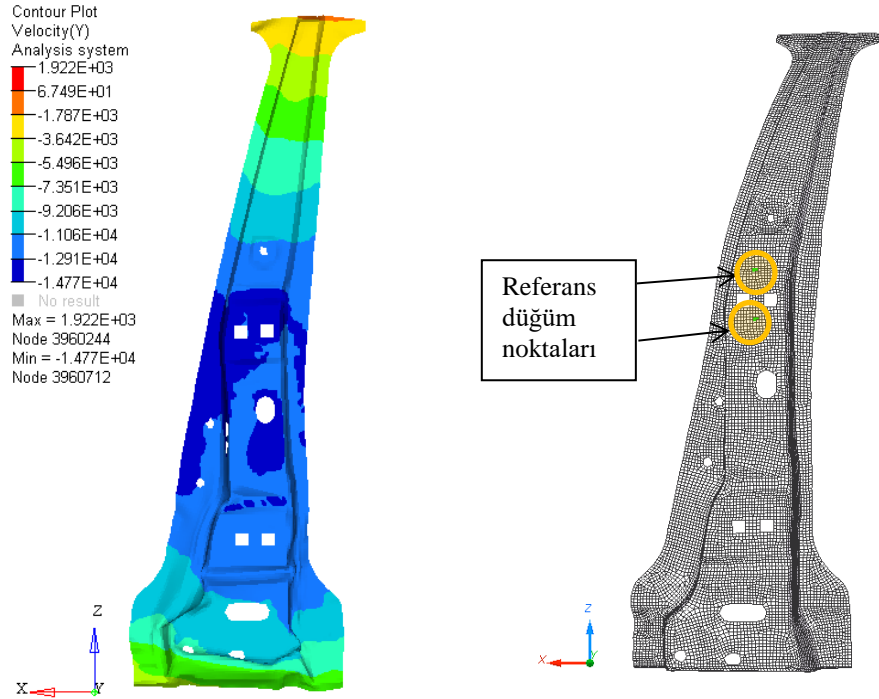 Contour Plot
Velocity(Y)
Analysis system
1.922E+03
6.749E+01
-1.787E+03
-3.642E+03
-5.496E+03
-7.351E+03
-9.206E+03
-1.106E+04
-1.291E+04
-1.477E+04
No result
Max = 1.922E+03
Node 3960244
Min = -1.477E+04
Node 3960712
Z
X
Y
Referans
düğüm
noktaları
Z
X
Y